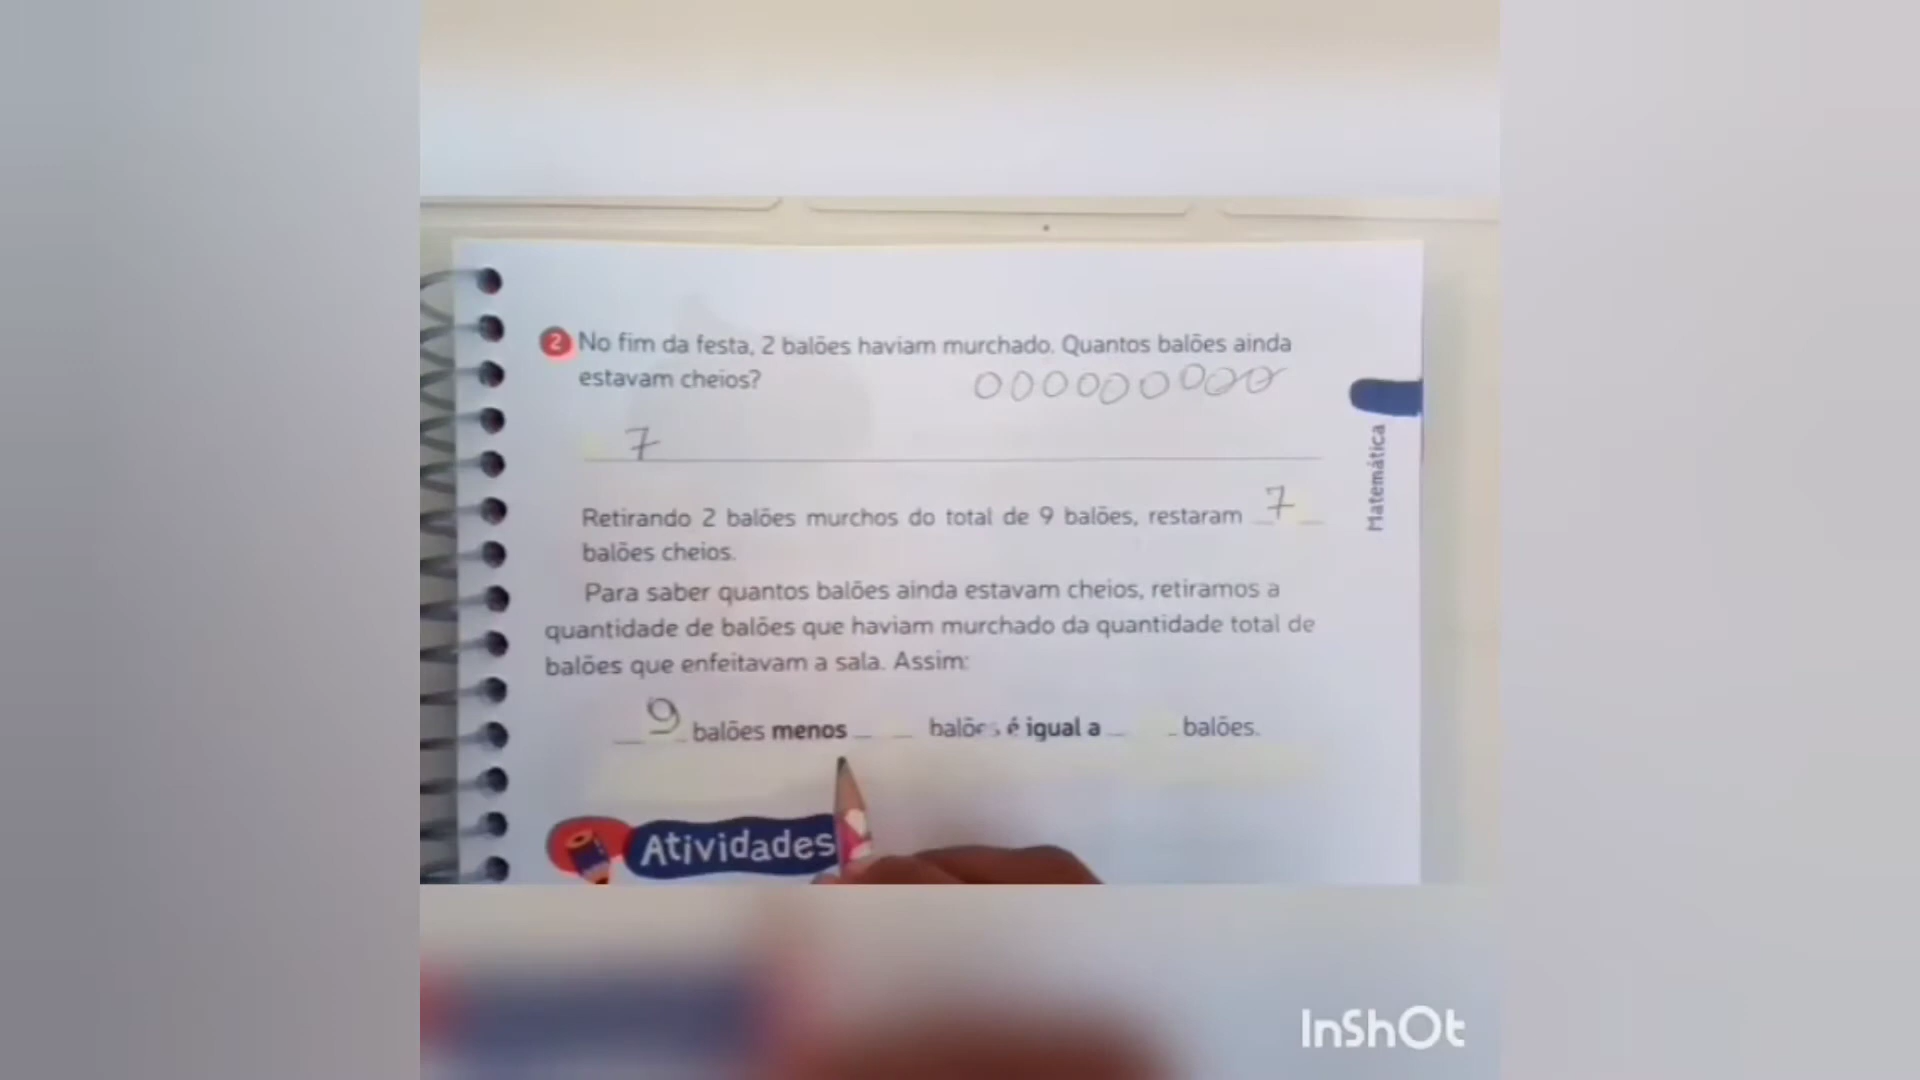 2 No fim da festa, 2 balões haviam murchado. Quantos balões ainda
estavam cheios?
7
Retirando 2 balões murchos do total de 9 balões, restaram 7
balões cheios.
Para saber quantos balões ainda estavam cheios, retiramos a
quantidade de balões que haviam murchado da quantidade total de
balões que enfeitavam a sala. Assim:
9 balões menos __ balões é igual a __ balões.
Atividades
Matemática
InShOt